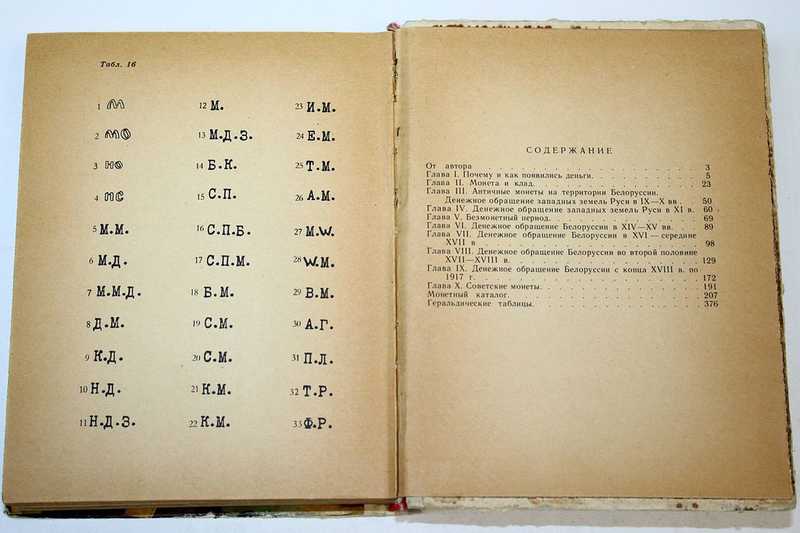 Табл. 16
1 М
2 МО
3 НО
4 ПС
5 М.М.
6 М.Д.
7 М.М.Д.
8 Д.М.
9 К.Д.
10 Н.Д.
11 Н.Д.З.
12 М.
13 М.Д.З.
14 Б.К.
15 С.П.
16 С.П.Б.
17 С.П.М.
18 Б.М.
19 С.М.
20 С.М.
21 К.М.
22 К.М.
23 И.М.
24 Е.М.
25 Т.М.
26 А.М.
27 M.W.
28 W.M.
29 В.М.
30 А.Г.
31 П.Л.
32 Т.Р.
33 Ф.Р.
СОДЕРЖАНИЕ
От автора 3
Глава I. Почему и как появились деньги. 5
Глава II. Монета и клад. 23
Глава III. Античные монеты на территории Белоруссии.
Денежное обращение западных земель Руси в IX—X вв 50
Глава IV. Денежное обращение западных земель Руси в XI в. 60
Глава V. Безмонетный период. 69
Глава VI. Денежное обращение Белоруссии в XIV—XV вв. 89
Глава VII. Денежное обращение Белоруссии в XVI — середине
XVII в 98
Глава VIII. Денежное обращение Белоруссии во второй половине
XVII—XVIII в. 129
Глава IX. Денежное обращение Белоруссии с конца XVIII в. по
1917 г. 172
Глава X. Советские монеты. 191
Монетный каталог. 207
Геральдические таблицы. 376